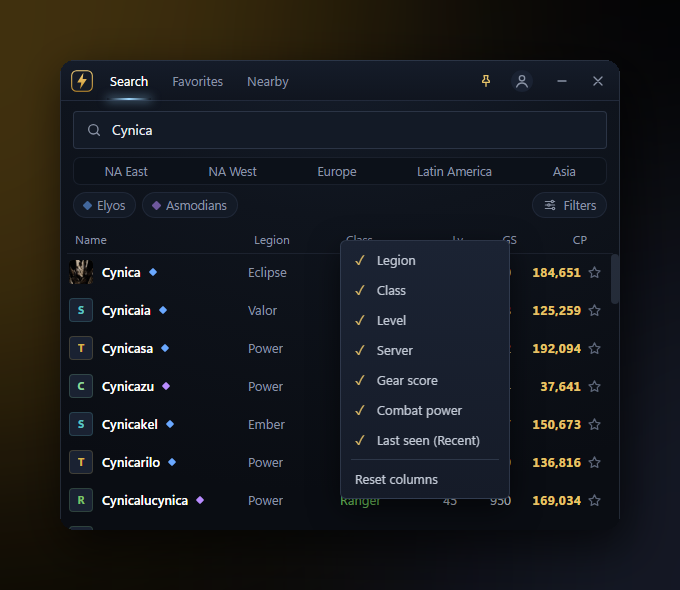 Search Favorites Nearby
Cynica
NA East NA West Europe Latin America Asia
Elyos Asmodians Filters
Name Legion Class Lv GS CP
Cynica Eclipse 184,651
S Cynicaia Valor 125,259
T Cynicasa Power 192,094
C Cynicazu Power 37,641
S Cynicakel Ember 150,673
T Cynicarilo Power 136,816
R Cynicalucynica Power Ranger 45 950 169,034
Legion
Class
Level
Server
Gear score
Combat power
Last seen (Recent)
Reset columns